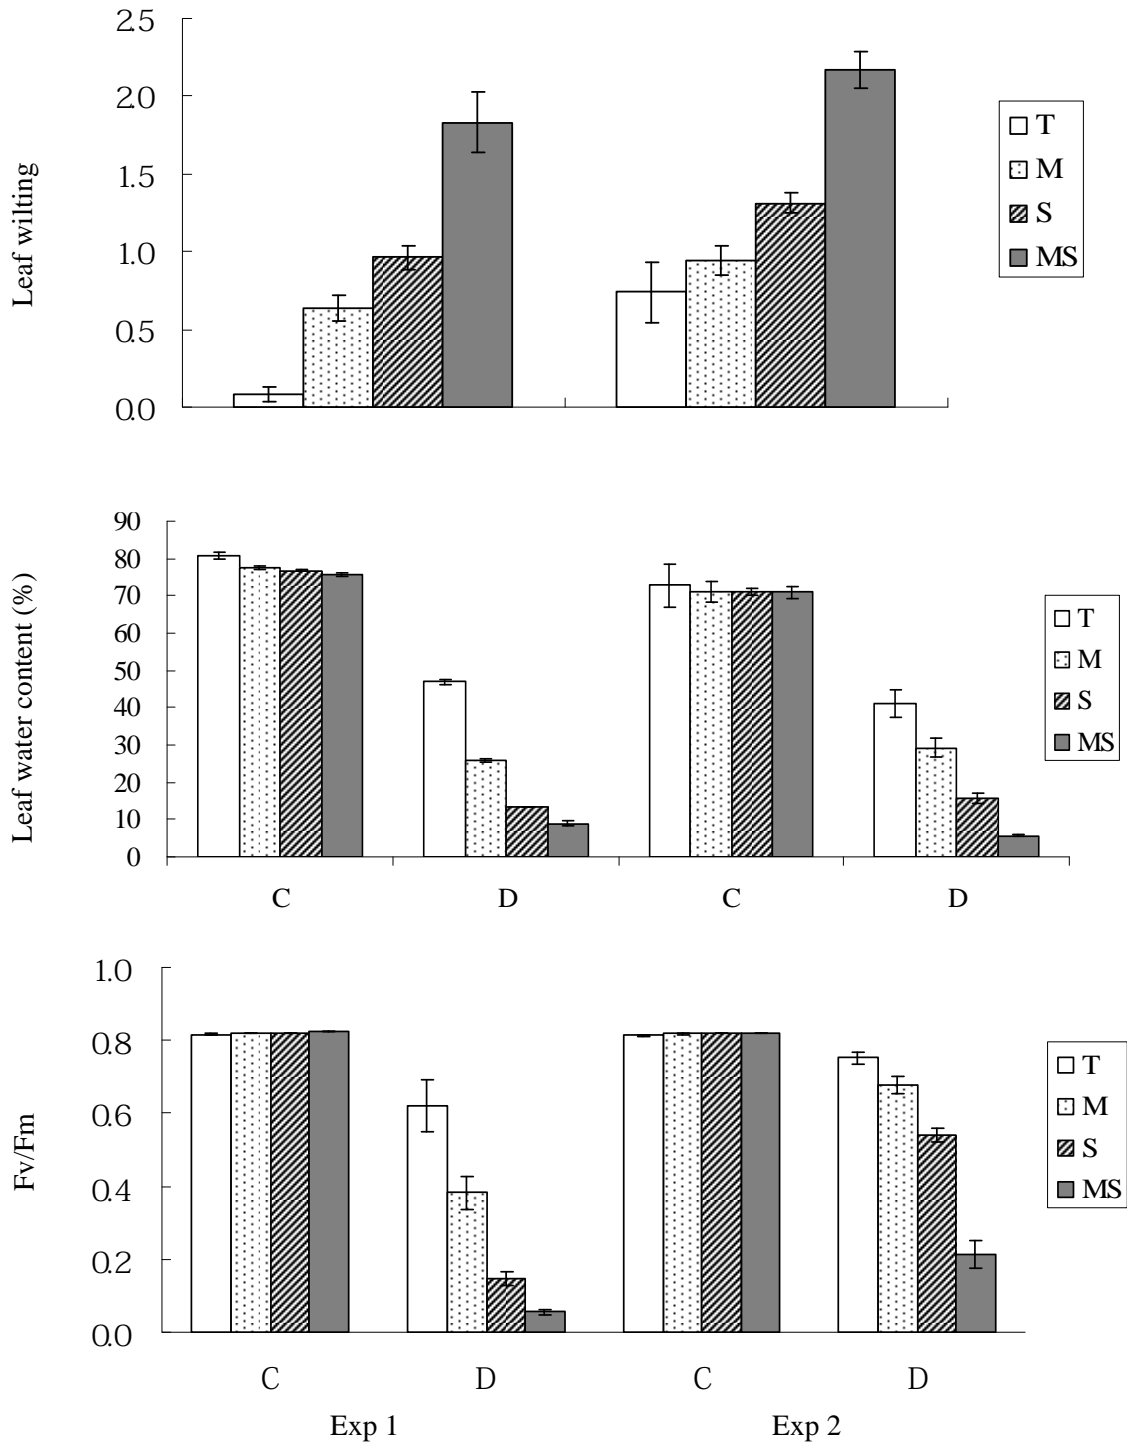 2.5
2.0
1.5
1.0
0.5
0.0
Leaf wilting
T
M
S
MS
90
80
70
60
50
40
30
20
10
0
Leaf water content (%)
C D C D
T
M
S
MS
1.0
0.8
0.6
0.4
0.2
0.0
Fv/Fm
C D C D
Exp 1 Exp 2
T
M
S
MS